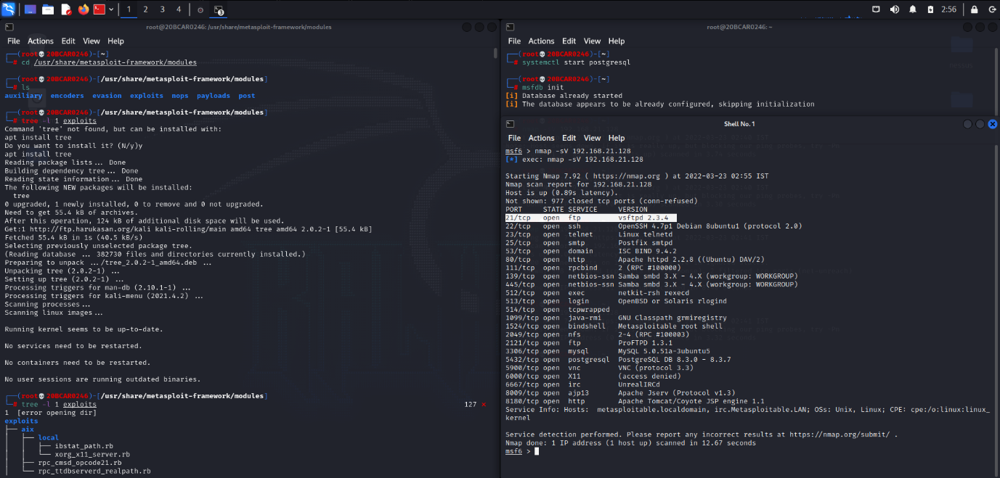 1 2 3 4
3
2:56
root@20BCAR0246: /usr/share/metasploit-framework/modules
File Actions Edit View Help
(root💀20BCAR0246)-[~]
# cd /usr/share/metasploit-framework/modules
(root💀20BCAR0246)-[/usr/share/metasploit-framework/modules]
# ls
auxiliary encoders evasion exploits nops payloads post
(root💀20BCAR0246)-[/usr/share/metasploit-framework/modules]
# tree -l 1 exploits
Command 'tree' not found, but can be installed with:
apt install tree
Do you want to install it? (N/y)y
apt install tree
Reading package lists... Done
Building dependency tree... Done
Reading state information... Done
The following NEW packages will be installed:
tree
0 upgraded, 1 newly installed, 0 to remove and 0 not upgraded.
Need to get 55.4 kB of archives.
After this operation, 124 kB of additional disk space will be used.
Get:1 http://ftp.harukasan.org/kali kali-rolling/main amd64 tree amd64 2.0.2-1 [55.4 kB]
Fetched 55.4 kB in 1s (40.5 kB/s)
Selecting previously unselected package tree.
(Reading database ... 382730 files and directories currently installed.)
Preparing to unpack .../tree_2.0.2-1_amd64.deb ...
Unpacking tree (2.0.2-1) ...
Setting up tree (2.0.2-1) ...
Processing triggers for man-db (2.10.1-1) ...
Processing triggers for kali-menu (2021.4.2) ...
Scanning processes...
Scanning linux images...
Running kernel seems to be up-to-date.
No services need to be restarted.
No containers need to be restarted.
No user sessions are running outdated binaries.
(root💀20BCAR0246)-[/usr/share/metasploit-framework/modules]
# tree -l 1 exploits 127 ⨯
1 [error opening dir]
exploits
├── aix
│ ├── local
│ │ ├── ibstat_path.rb
│ │ └── xorg_x11_server.rb
│ ├── rpc_cmsd_opcode21.rb
│ └── rpc_ttdbserverd_realpath.rb
root@20BCAR0246: ~
File Actions Edit View Help
(root💀20BCAR0246)-[~]
# systemctl start postgresql
(root💀20BCAR0246)-[~]
# msfdb init
[i] Database already started
[i] The database appears to be already configured, skipping initialization
Shell No. 1
File Actions Edit View Help
msf6 > nmap -sV 192.168.21.128
[*] exec: nmap -sV 192.168.21.128
Starting Nmap 7.92 ( https://nmap.org ) at 2022-03-23 02:55 IST
Nmap scan report for 192.168.21.128
Host is up (0.89s latency).
Not shown: 977 closed tcp ports (conn-refused)
PORT STATE SERVICE VERSION
21/tcp open ftp vsftpd 2.3.4
22/tcp open ssh OpenSSH 4.7p1 Debian 8ubuntu1 (protocol 2.0)
23/tcp open telnet Linux telnetd
25/tcp open smtp Postfix smtpd
53/tcp open domain ISC BIND 9.4.2
80/tcp open http Apache httpd 2.2.8 ((Ubuntu) DAV/2)
111/tcp open rpcbind 2 (RPC #100000)
139/tcp open netbios-ssn Samba smbd 3.X - 4.X (workgroup: WORKGROUP)
445/tcp open netbios-ssn Samba smbd 3.X - 4.X (workgroup: WORKGROUP)
512/tcp open exec netkit-rsh rexecd
513/tcp open login OpenBSD or Solaris rlogind
514/tcp open tcpwrapped
1099/tcp open java-rmi GNU Classpath grmiregistry
1524/tcp open bindshell Metasploitable root shell
2049/tcp open nfs 2-4 (RPC #100003)
2121/tcp open ftp ProFTPD 1.3.1
3306/tcp open mysql MySQL 5.0.51a-3ubuntu5
5432/tcp open postgresql PostgreSQL DB 8.3.0 - 8.3.7
5900/tcp open vnc VNC (protocol 3.3)
6000/tcp open X11 (access denied)
6667/tcp open irc UnrealIRCd
8009/tcp open ajp13 Apache Jserv (Protocol v1.3)
8180/tcp open http Apache Tomcat/Coyote JSP engine 1.1
Service Info: Hosts: metasploitable.localdomain, irc.Metasploitable.LAN; OSs: Unix, Linux; CPE: cpe:/o:linux:linux_
kernel
Service detection performed. Please report any incorrect results at https://nmap.org/submit/ .
Nmap done: 1 IP address (1 host up) scanned in 12.67 seconds
msf6 >